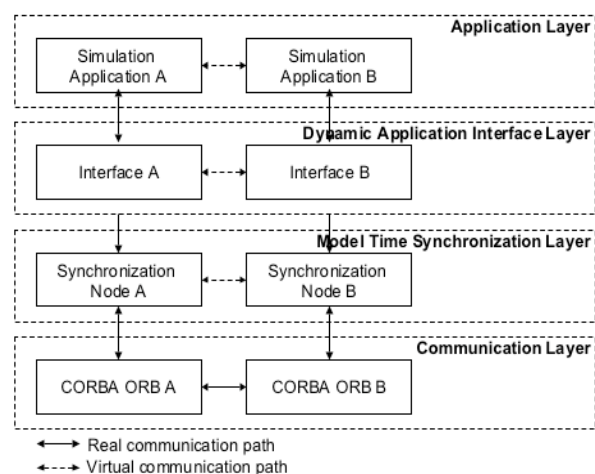 Application Layer
Simulation
Application A
Simulation
Application B
Dynamic Application Interface Layer
Interface A
Interface B
Model Time Synchronization Layer
Synchronization
Node A
Synchronization
Node B
Communication Layer
CORBA ORB A
CORBA ORB B
Real communication path
Virtual communication path